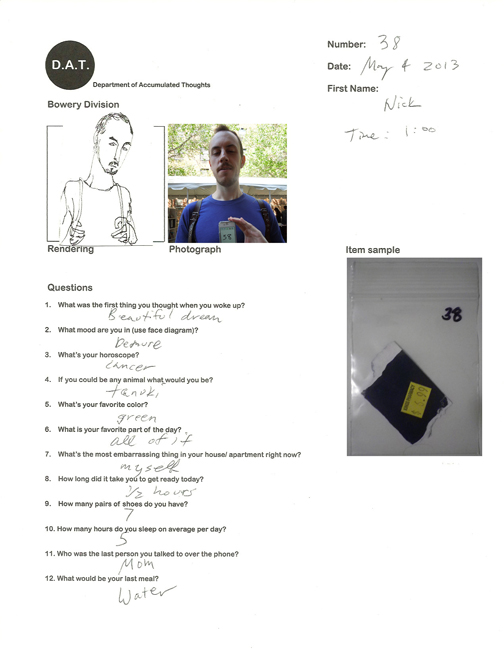 D.A.T.
Department of Accumulated Thoughts
Bowery Division
Number: 38
Date: May 4 2013
First Name:
Nick
Time: 1:00
38
Rendering
Photograph
Item sample
38
Questions
1. What was the first thing you thought when you woke up?
Beautiful dream
2. What mood are you in (use face diagram)?
Demure
3. What's your horoscope?
Cancer
4. If you could be any animal what would you be?
tanuki
5. What's your favorite color?
green
6. What is your favorite part of the day?
all of it
7. What's the most embarrassing thing in your house/ apartment right now?
myself
8. How long did it take you to get ready today?
1/2 hours
9. How many pairs of shoes do you have?
7
10. How many hours do you sleep on average per day?
5
11. Who was the last person you talked to over the phone?
Mom
12. What would be your last meal?
Water